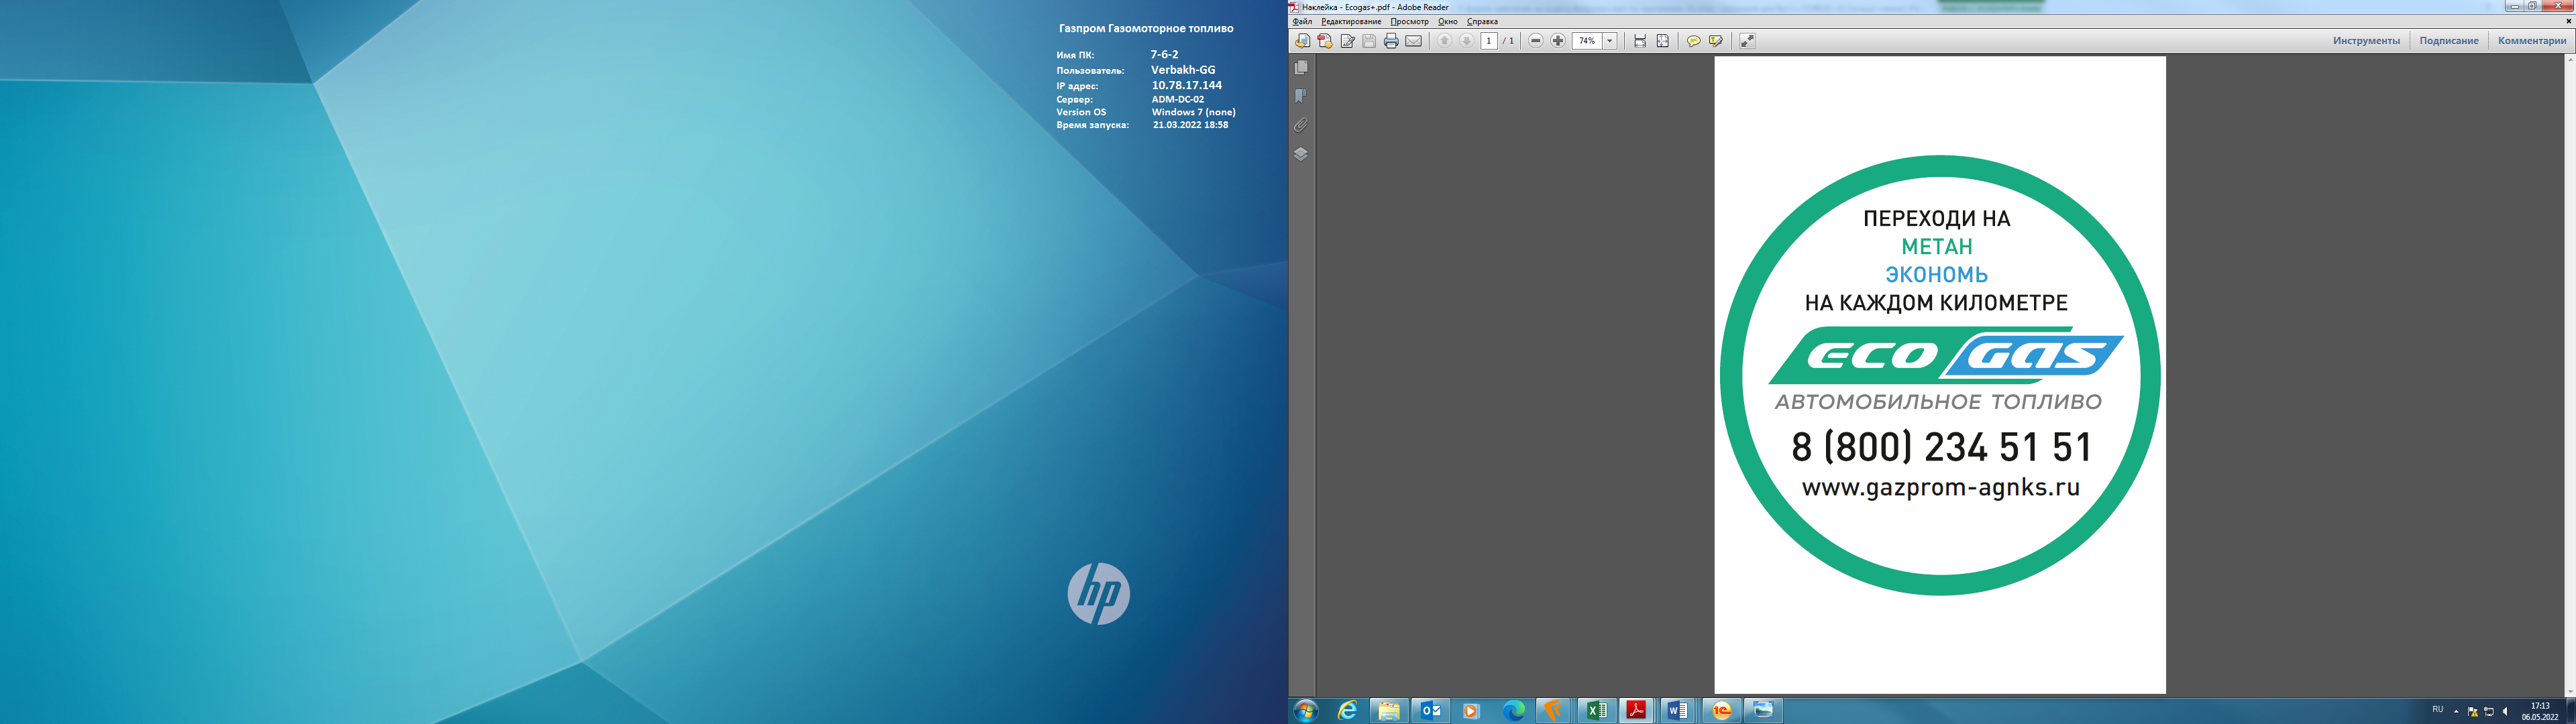 Газпром Газомоторное топливо
Имя ПК: 7-6-2
Пользователь: Verbakh-GG
IP адрес: 10.78.17.144
Сервер: ADM-DC-02
Version OS Windows 7 (none)
Время запуска: 21.03.2022 18:58
hp
Наклейка - Ecogas+.pdf - Adobe Reader
Файл Редактирование Просмотр Окно Справка
1 / 1 74% Инструменты Подписание Комментарии
ПЕРЕХОДИ НА
МЕТАН
ЭКОНОМЬ
НА КАЖДОМ КИЛОМЕТРЕ
ECO GAS
АВТОМОБИЛЬНОЕ ТОПЛИВО
8 (800) 234 51 51
www.gazprom-agnks.ru
RU 17:13
06.05.2022